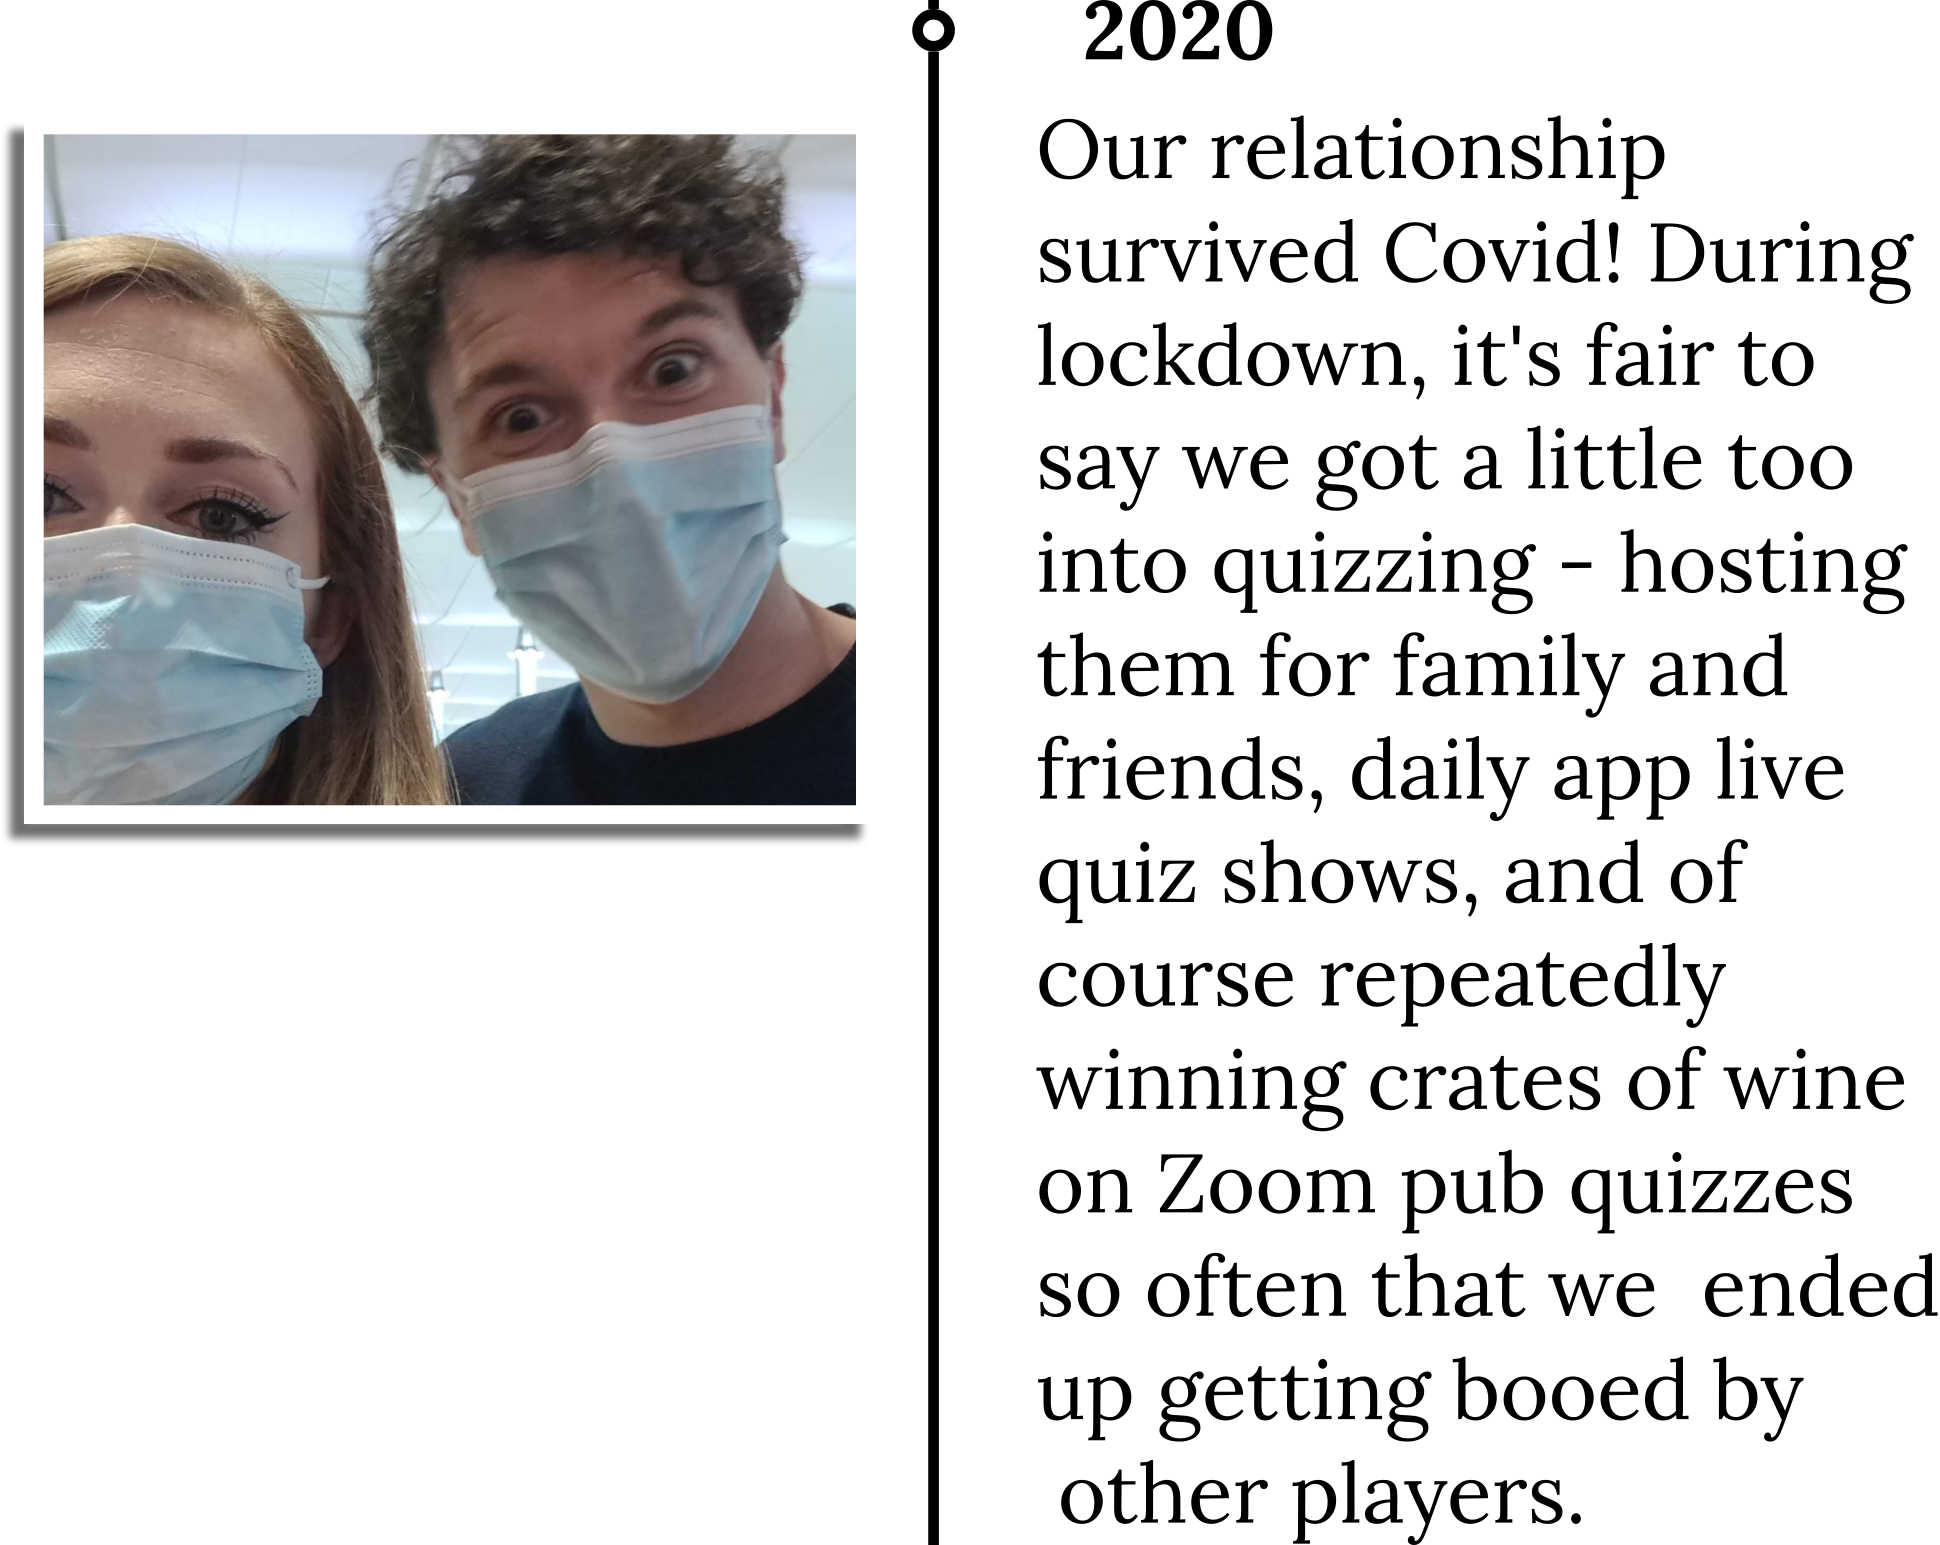 2020
Our relationship
survived Covid! During
lockdown, it's fair to
say we got a little too
into quizzing - hosting
them for family and
friends, daily app live
quiz shows, and of
course repeatedly
winning crates of wine
on Zoom pub quizzes
so often that we  ended
up getting booed by
other players.